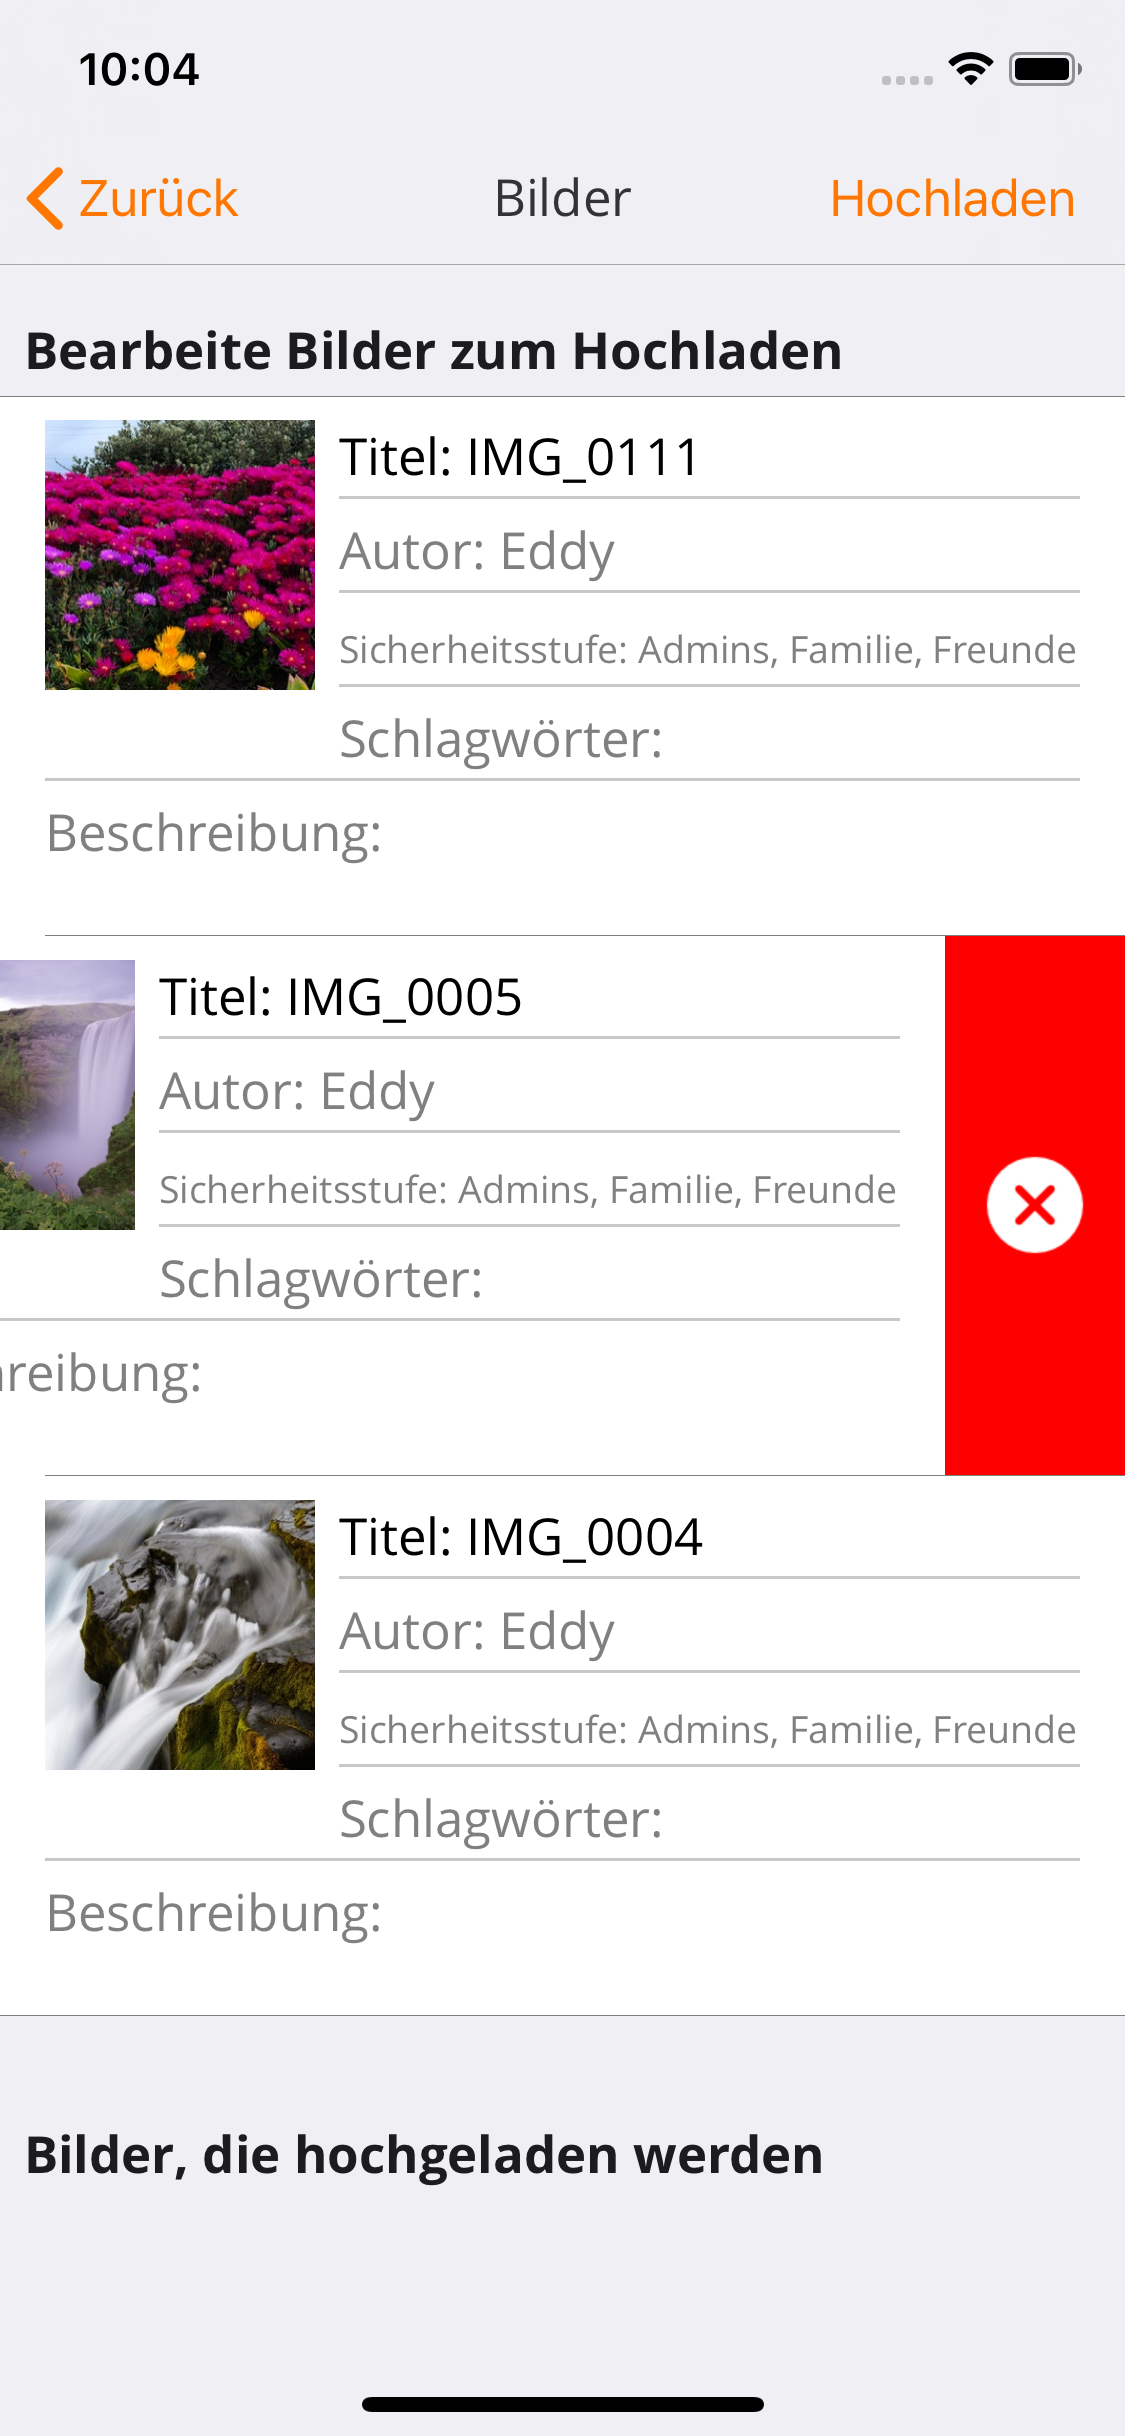 10:04
Zurück Bilder Hochladen
Bearbeite Bilder zum Hochladen
Titel: IMG_0111
Autor: Eddy
Sicherheitsstufe: Admins, Familie, Freunde
Schlagwörter:
Beschreibung:
Titel: IMG_0005
Autor: Eddy
Sicherheitsstufe: Admins, Familie, Freunde
Schlagwörter:
reibung:
Titel: IMG_0004
Autor: Eddy
Sicherheitsstufe: Admins, Familie, Freunde
Schlagwörter:
Beschreibung:
Bilder, die hochgeladen werden